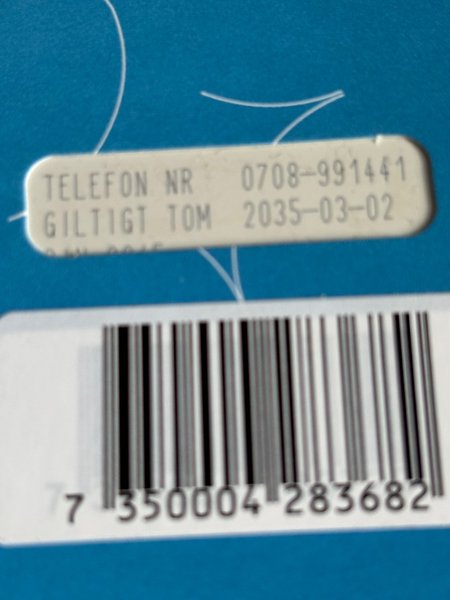 TELEFON NR 0708-991441
GILTIGT TOM 2035-03-02
7 350004 283682